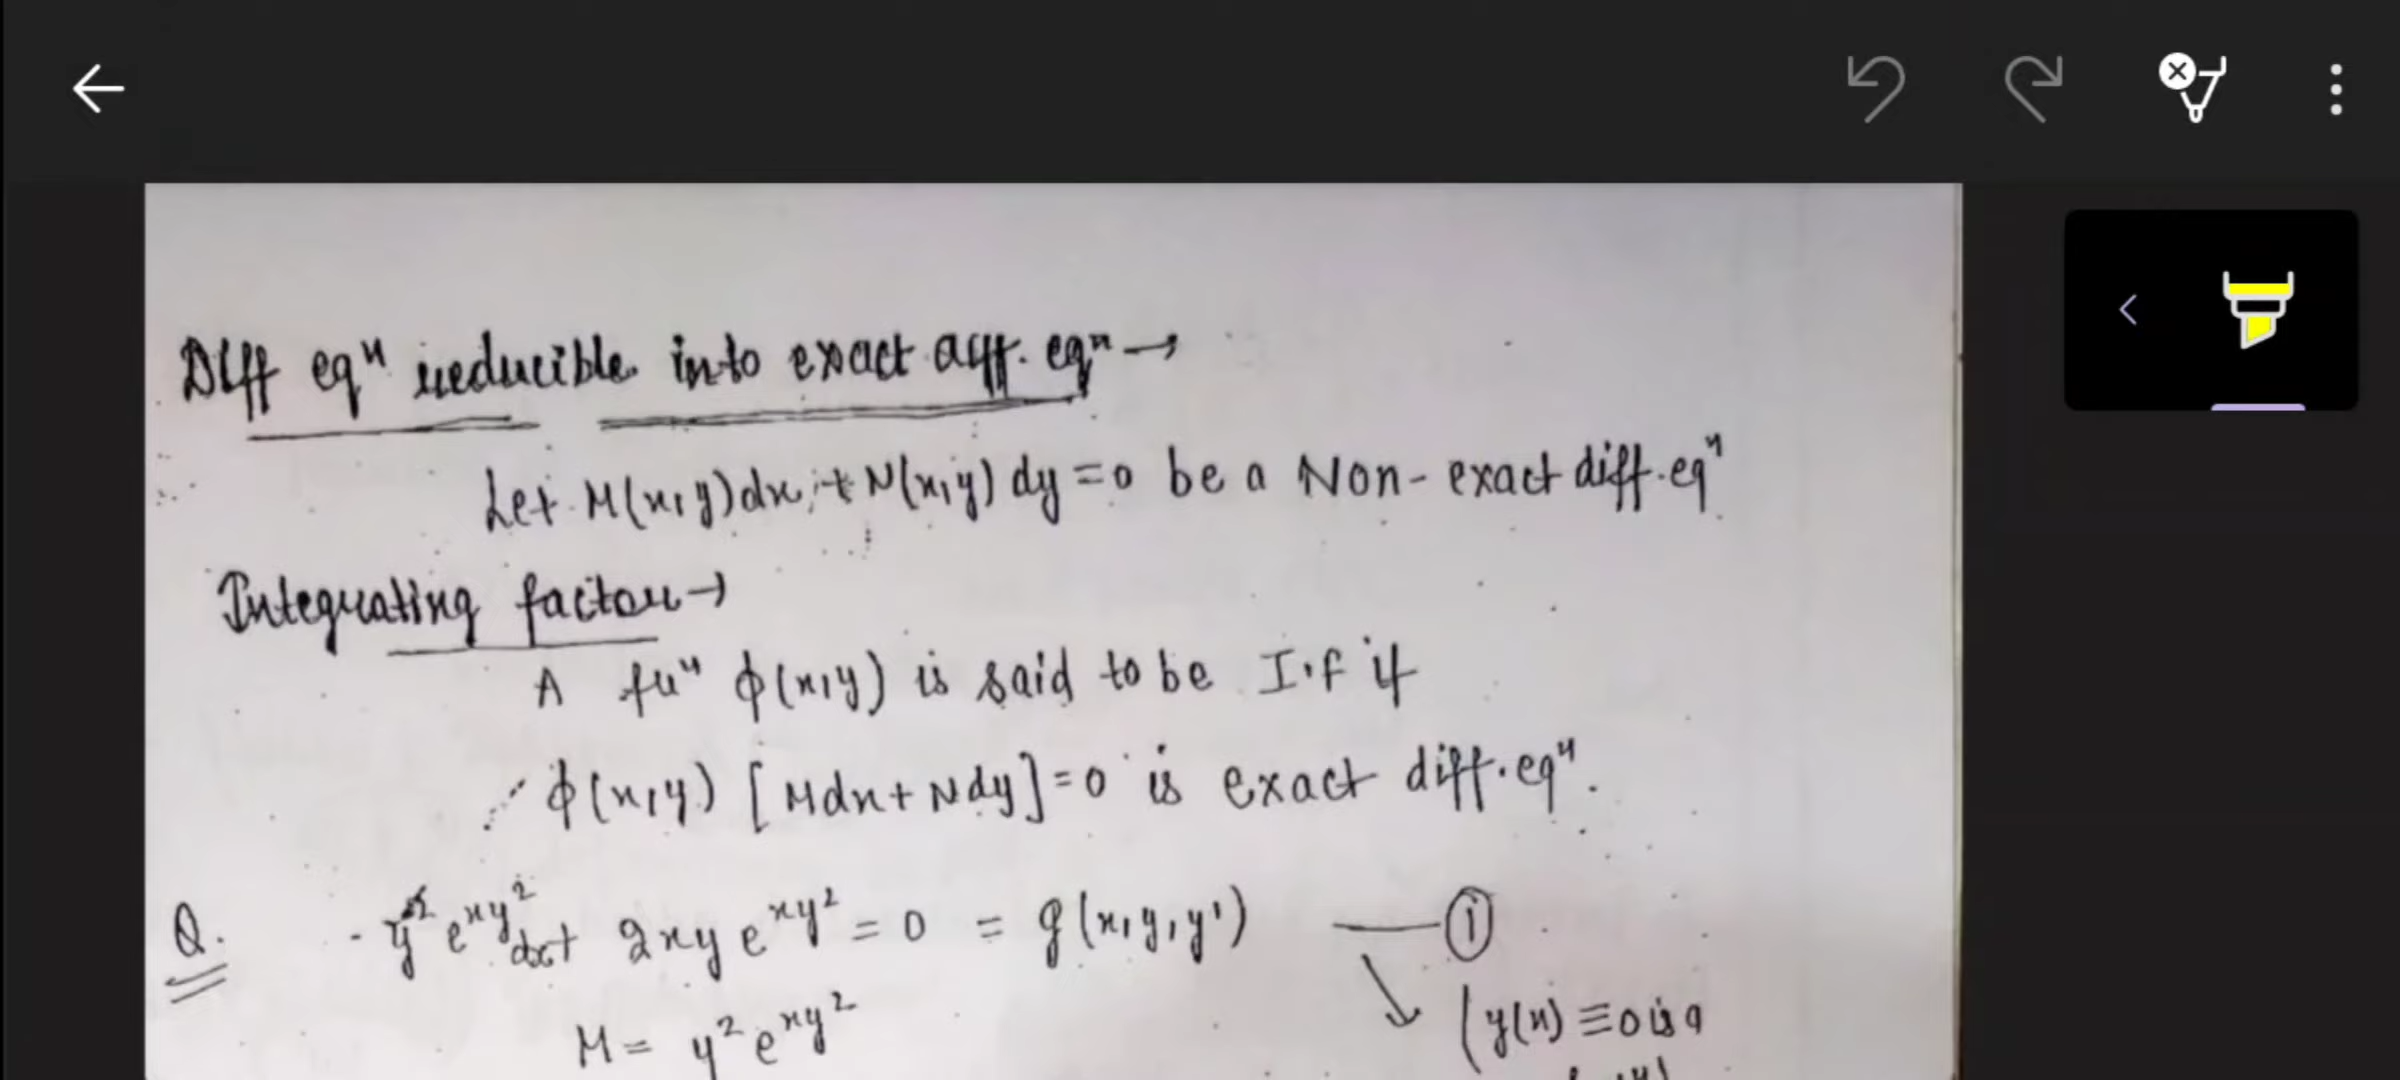 Diff eqⁿ reducible into exact diff. eqⁿ →
Let M(x,y)dx + N(x,y) dy = 0 be a Non-exact diff.eqⁿ
Integrating factor →
A fuⁿ ϕ(x,y) is said to be I.f if
ϕ(x,y) [Mdx + Ndy] = 0 is exact diff.eqⁿ.
Q. y² e^{xy²} dx + 2xy e^{xy²} = 0 = g(x,y,y') — ①
M = y² e^{xy²}
(y(x) ≡ 0 is a